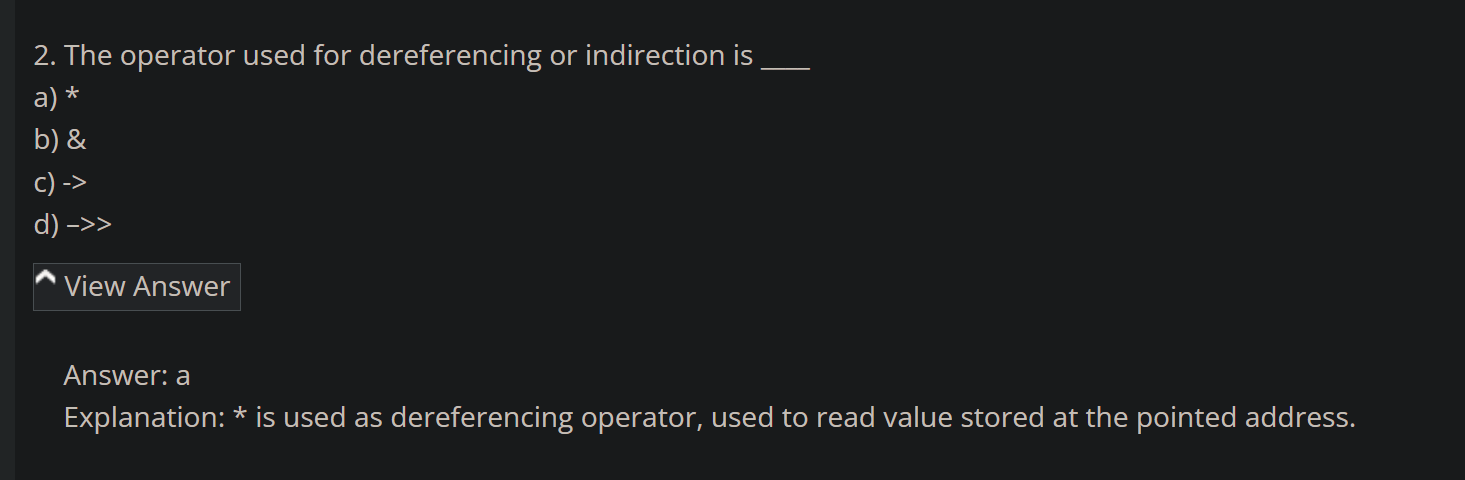 2. The operator used for dereferencing or indirection is ____
a) *
b) &
c) ->
d) –>>
View Answer
Answer: a
Explanation: * is used as dereferencing operator, used to read value stored at the pointed address.